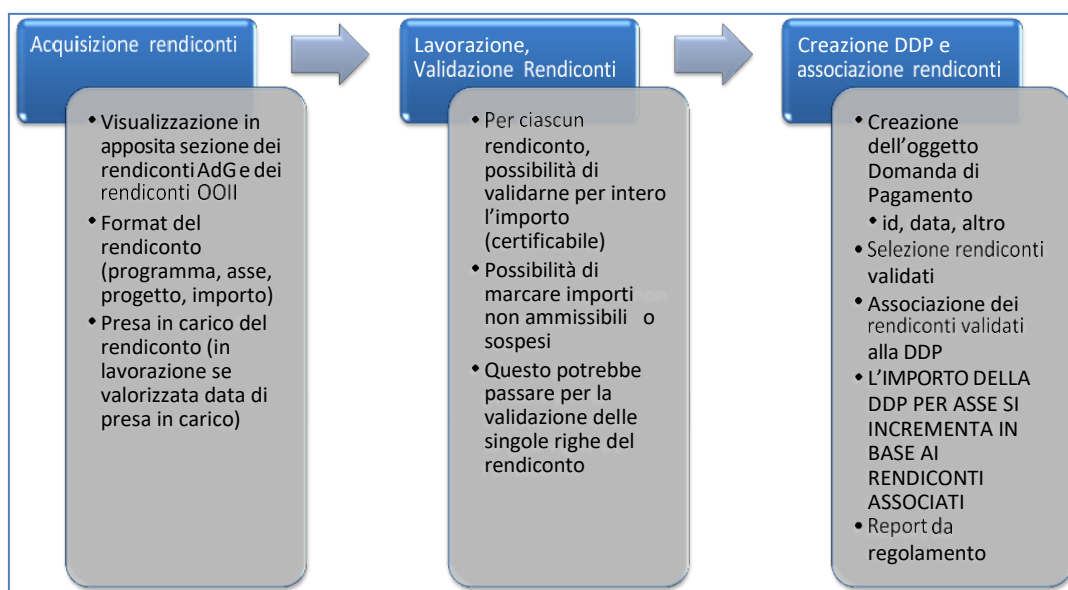 Acquisizione rendiconti
• Visualizzazione in
apposita sezione dei
rendiconti AdG e dei
rendiconti OOII
• Format del
rendiconto
(programma, asse,
progetto, importo)
• Presa in carico del
rendiconto (in
lavorazione se
valorizzata data di
presa in carico)
Lavorazione,
Validazione Rendiconti
• Per ciascun
rendiconto,
possibilità di
validarne per intero
l'importo
(certificabile)
• Possibilità di
marcare importi
non ammissibili o
sospesi
• Questo potrebbe
passare per la
validazione delle
singole righe del
rendiconto
Creazione DDP e
associazione rendiconti
• Creazione
dell'oggetto
Domanda di
Pagamento
• id, data, altro
• Selezione rendiconti
validati
• Associazione dei
rendiconti validati
alla DDP
• L'IMPORTO DELLA
DDP PER ASSE SI
INCREMENTA IN
BASE AI
RENDICONTI
ASSOCIATI
• Report da
regolamento